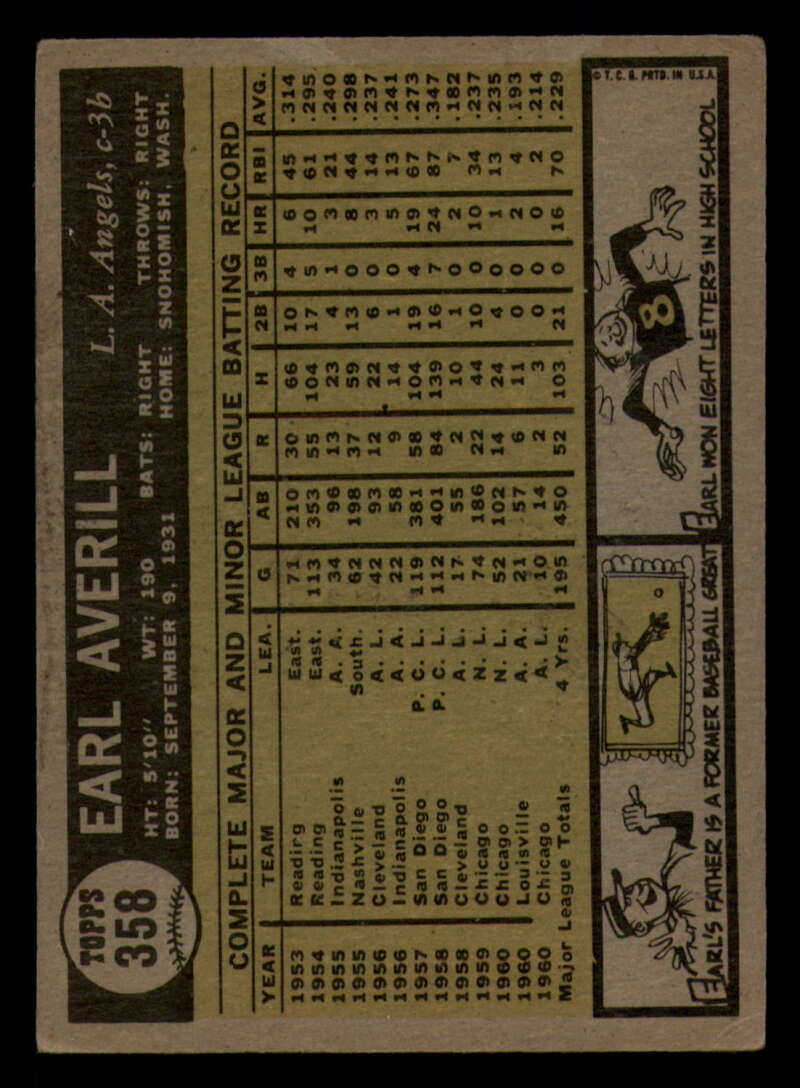 TOPPS
358
EARL AVERILL L. A. Angels, c-3b
HT: 5'10" WT: 190 BATS: RIGHT THROWS: RIGHT
BORN: SEPTEMBER 9, 1931 HOME: SNOHOMISH, WASH.
COMPLETE MAJOR AND MINOR LEAGUE BATTING RECORD
YEAR TEAM LEA. G AB R H 2B 3B HR RBI AVG.
1953 Readirg East. 71 210 30 66 10 4 6 45 .314
1954 Reading East. 113 353 55 104 17 5 10 61 .295
1955 Indianapolis A. A. 34 96 13 23 4 1 3 21 .240
1955 Nashville South. 62 198 37 59 13 0 8 44 .298
1956 Cleveland A. L. 42 93 12 22 6 0 3 14 .237
1956 Indianapolis A. A. 22 58 9 14 1 0 5 13 .241
1957 San Diego P. C. L. 119 381 58 104 19 4 19 67 .273
1958 San Diego P. C. L. 112 401 84 139 16 7 24 87 .347
1958 Cleveland A. L. 17 55 2 10 1 0 2 7 .182
1959 Chicago N. L. 74 186 22 44 10 0 10 34 .237
1960 Chicago N. L. 52 102 14 24 4 0 1 13 .235
1960 Louisville A. A. 21 57 6 11 0 0 2 4 .193
1960 Chicago A. L. 10 14 2 3 0 0 0 2 .214
Major League Totals 4 Yrs. 195 450 52 103 21 0 16 70 .229
© T. C. G. PRTD. IN U.S.A.
8
EARL'S FATHER IS A FORMER BASEBALL GREAT
EARL WON EIGHT LETTERS IN HIGH SCHOOL